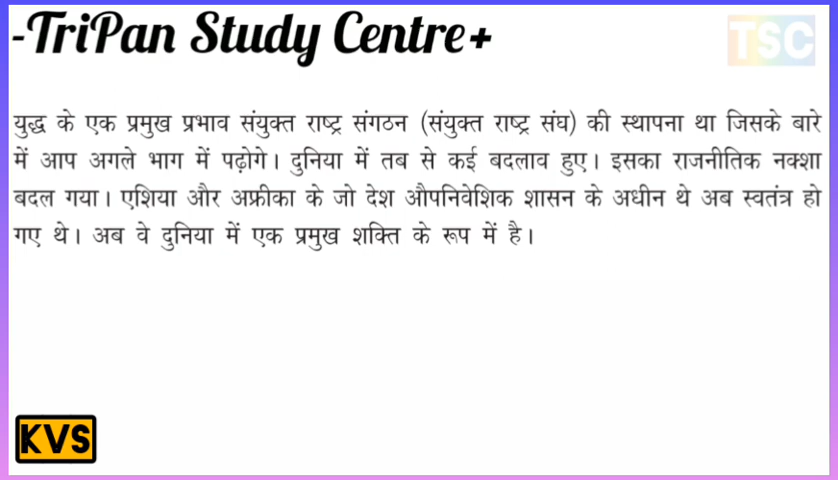 -TriPan Study Centre+
TSC
युद्ध के एक प्रमुख प्रभाव संयुक्त राष्ट्र संगठन (संयुक्त राष्ट्र संघ) की स्थापना था जिसके बारे
में आप अगले भाग में पढ़ोगे। दुनिया में तब से कई बदलाव हुए। इसका राजनीतिक नक्शा
बदल गया। एशिया और अफ्रीका के जो देश औपनिवेशिक शासन के अधीन थे अब स्वतंत्र हो
गए थे। अब वे दुनिया में एक प्रमुख शक्ति के रूप में है।
KVS